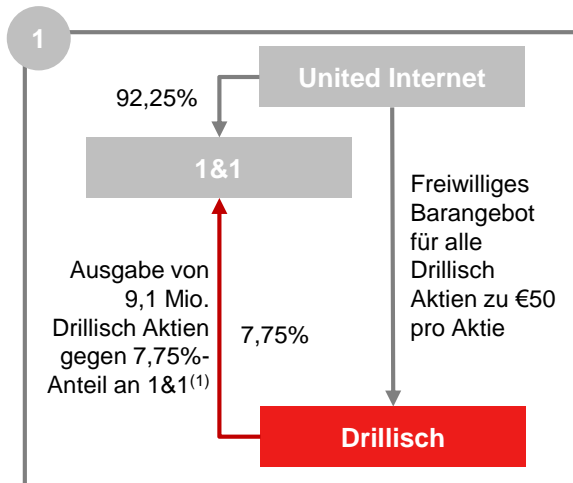 1
United Internet
92,25%
1&1
Freiwilliges
Barangebot
für alle
Drillisch
Aktien zu €50
pro Aktie
Ausgabe von
9,1 Mio.
Drillisch Aktien
gegen 7,75%-
Anteil an 1&1(1)
7,75%
Drillisch